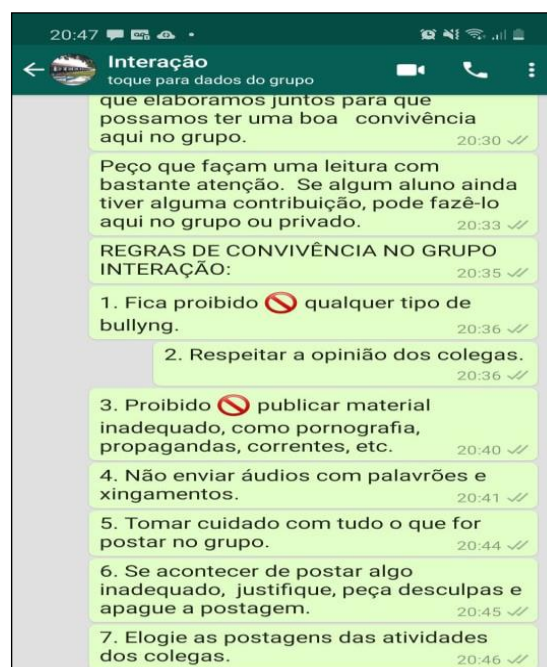 20:47
Interação
toque para dados do grupo
que elaboramos juntos para que
possamos ter uma boa convivência
aqui no grupo.
20:30
Peço que façam uma leitura com
bastante atenção. Se algum aluno ainda
tiver alguma contribuição, pode fazê-lo
aqui no grupo ou privado.
20:33
REGRAS DE CONVIVÊNCIA NO GRUPO
INTERAÇÃO:
20:35
1. Fica proibido 🚫 qualquer tipo de
bullyng.
20:36
2. Respeitar a opinião dos colegas.
20:36
3. Proibido 🚫 publicar material
inadequado, como pornografia,
propagandas, correntes, etc.
20:40
4. Não enviar áudios com palavrões e
xingamentos.
20:41
5. Tomar cuidado com tudo o que for
postar no grupo.
20:44
6. Se acontecer de postar algo
inadequado, justifique, peça desculpas e
apague a postagem.
20:45
7. Elogie as postagens das atividades
dos colegas.
20:46